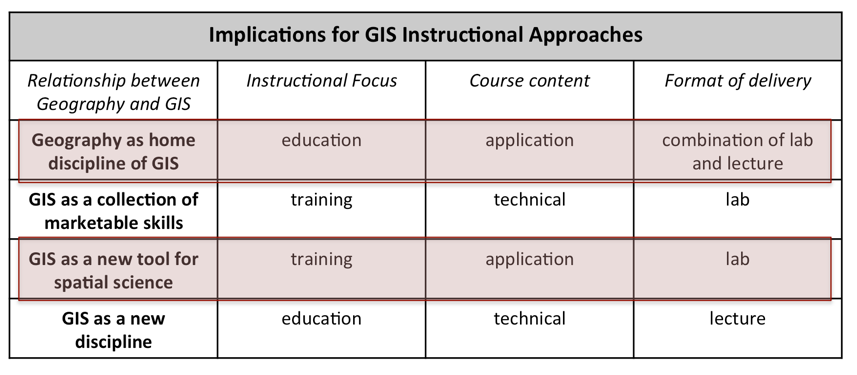 Implications for GIS Instructional Approaches
Relationship between Geography and GIS
Instructional Focus
Course content
Format of delivery
Geography as home discipline of GIS
education
application
combination of lab and lecture
GIS as a collection of marketable skills
training
technical
lab
GIS as a new tool for spatial science
training
application
lab
GIS as a new discipline
education
technical
lecture